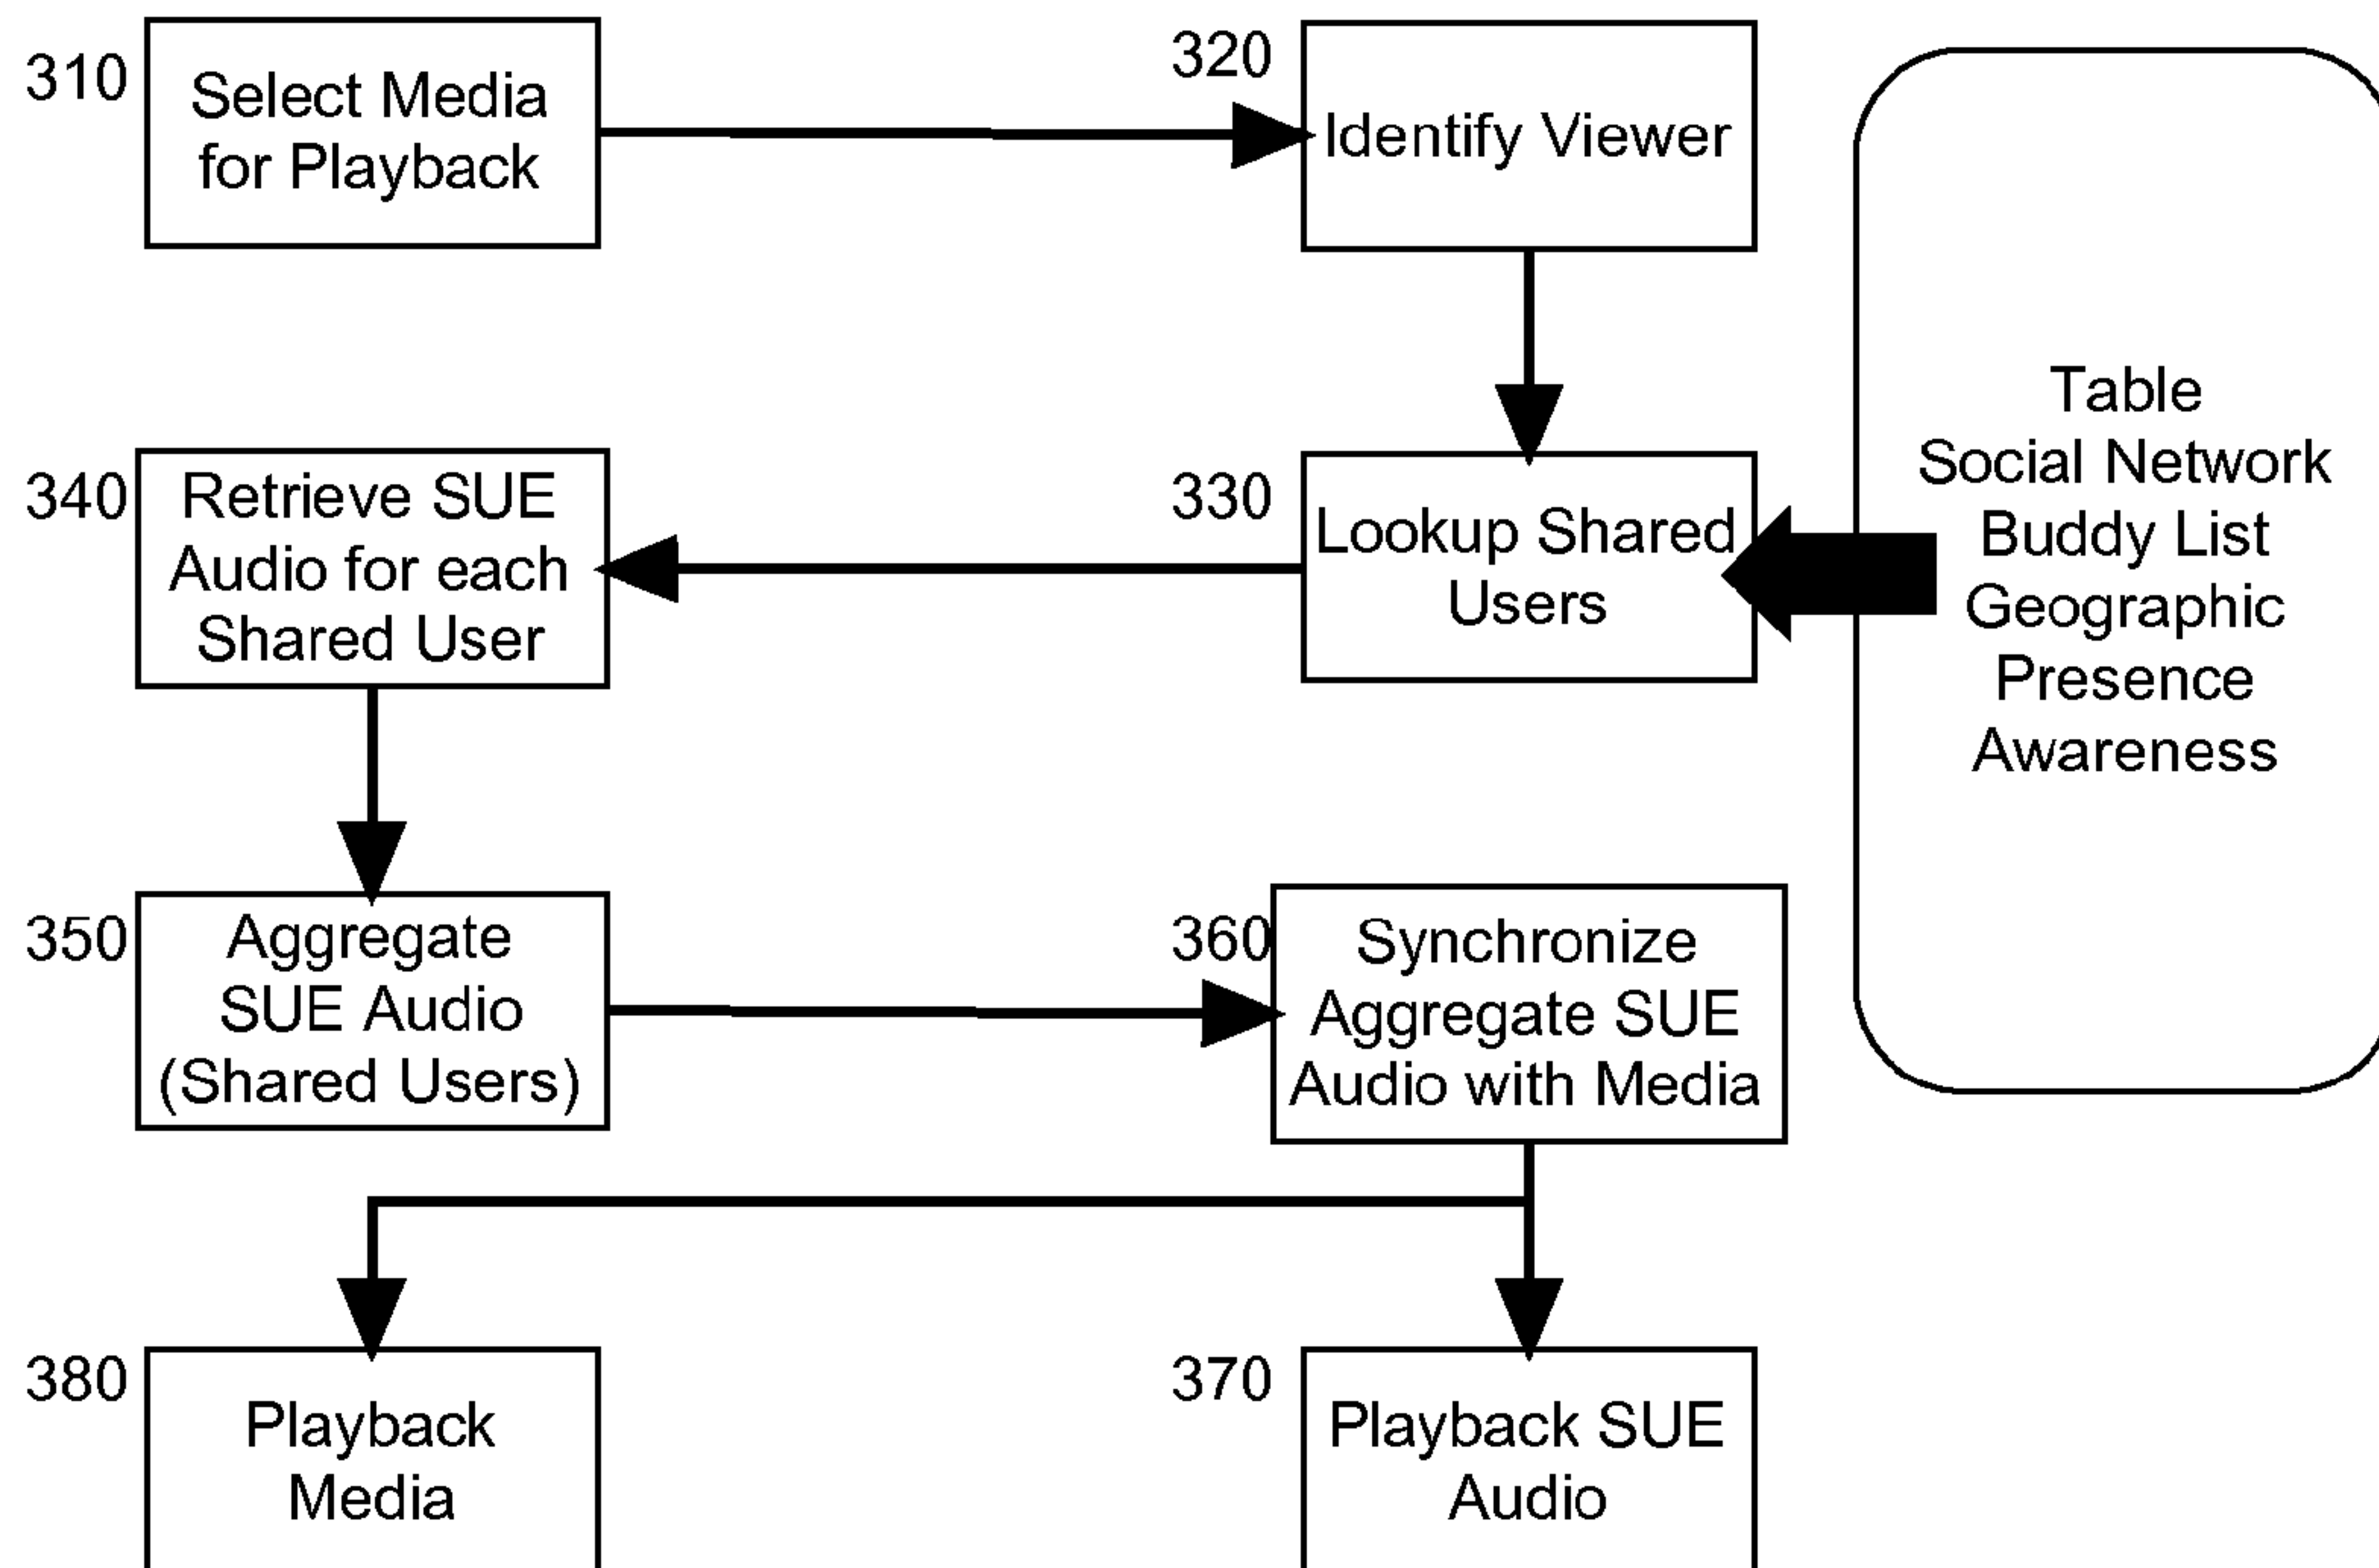 310
Select Media
for Playback
320
Identify Viewer
340
Retrieve SUE
Audio for each
Shared User
330
Lookup Shared
Users
Table
Social Network
Buddy List
Geographic
Presence
Awareness
350
Aggregate
SUE Audio
(Shared Users)
360
Synchronize
Aggregate SUE
Audio with Media
380
Playback
Media
370
Playback SUE
Audio